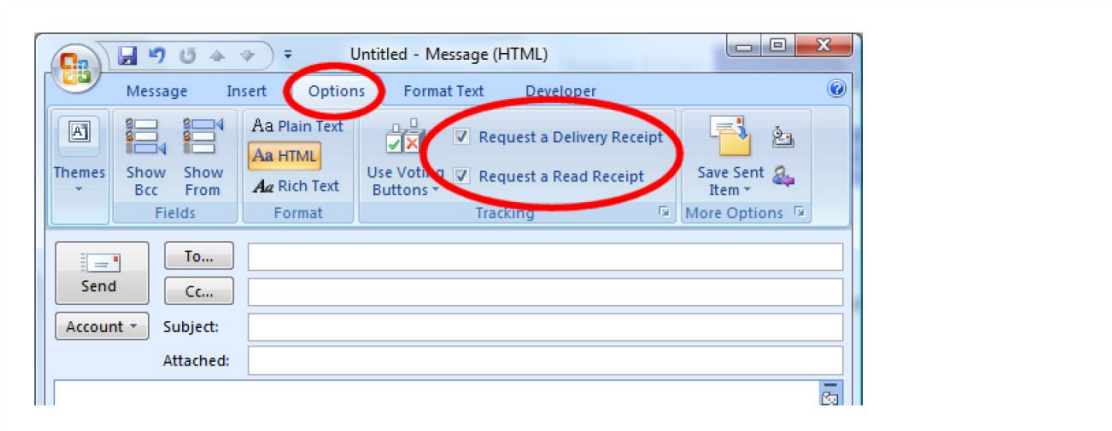 Untitled - Message (HTML)
Message Insert Options Format Text Developer
Aa Plain Text
Aa HTML
Aa Rich Text
Themes
Show Bcc
Show From
Use Voting Buttons
Request a Delivery Receipt
Request a Read Receipt
Save Sent Item
Fields Format Tracking More Options
Send
To...
Cc...
Account
Subject:
Attached: